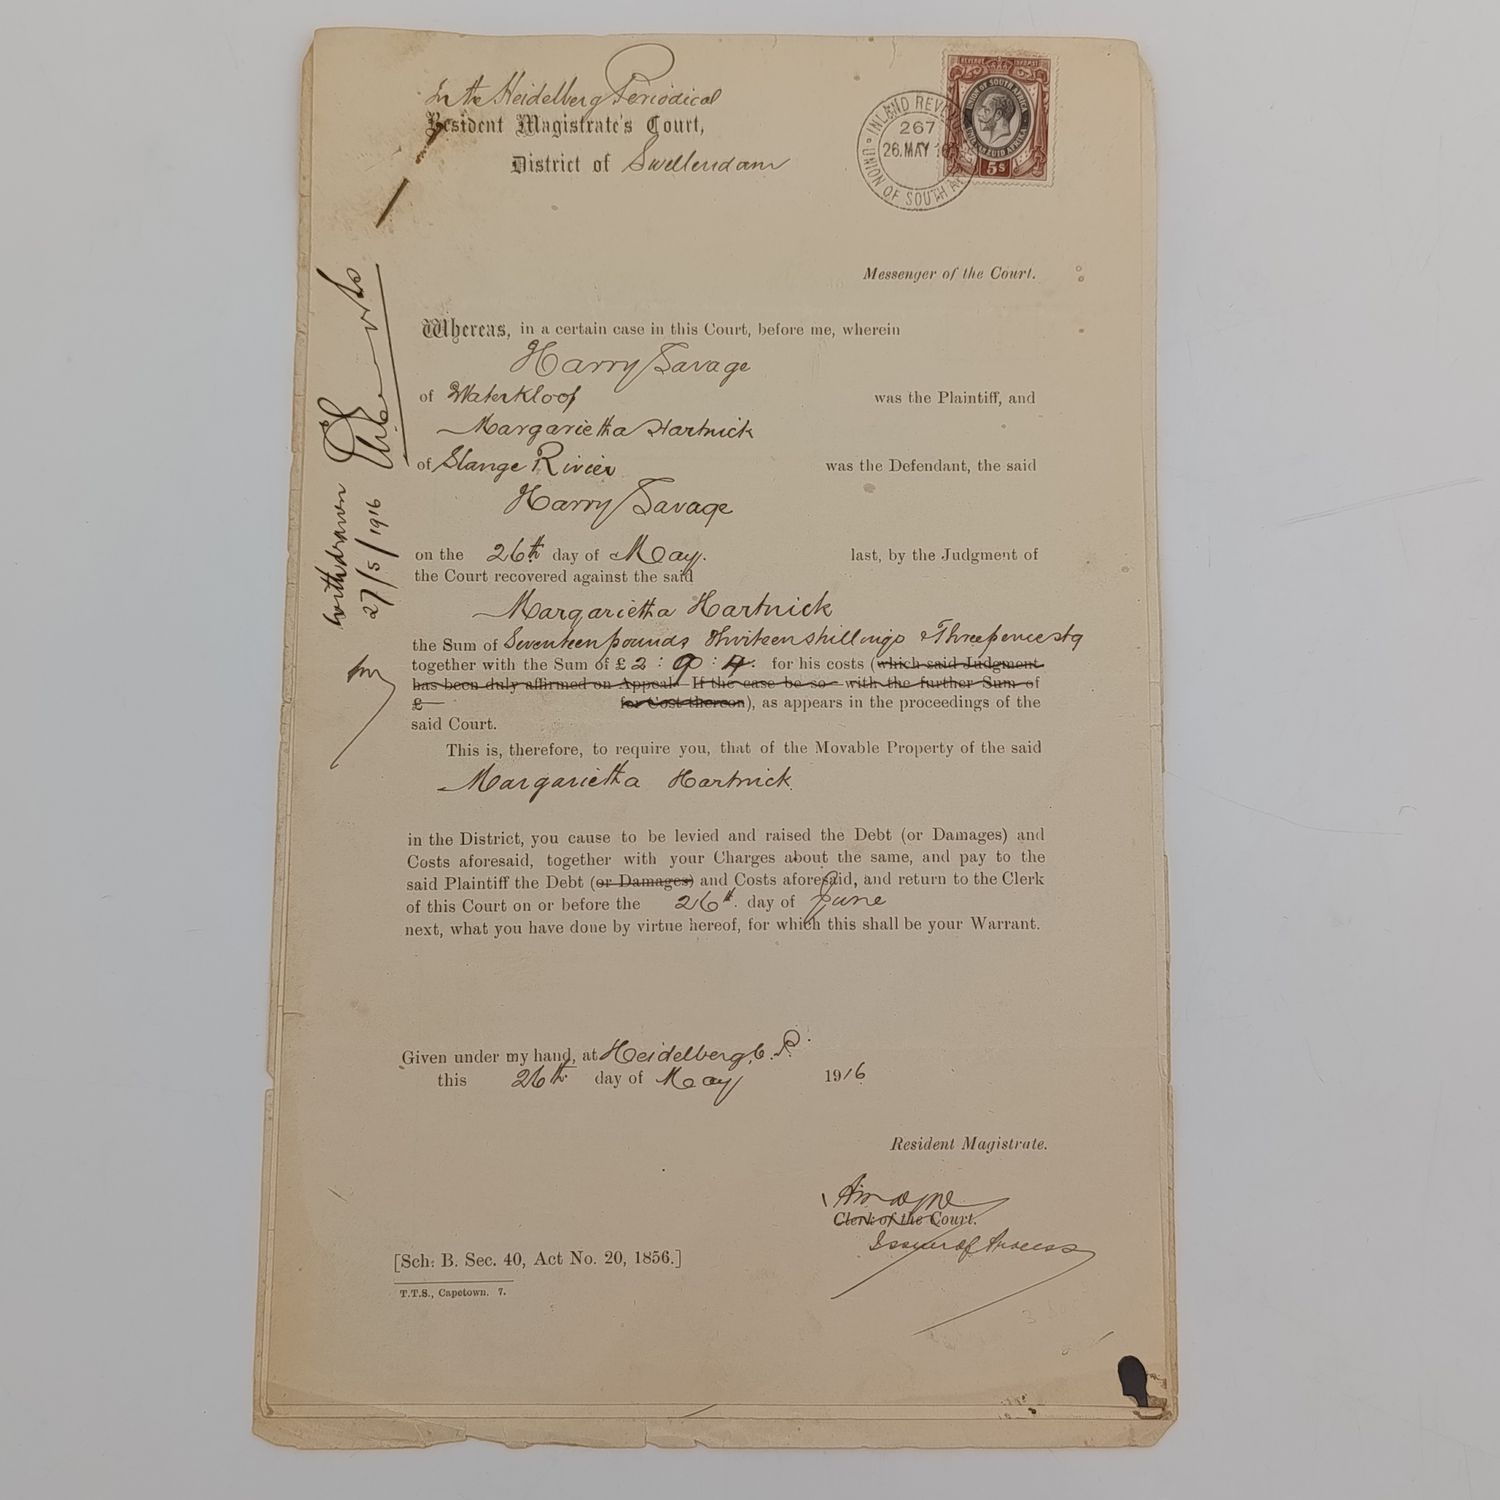 In the Heidelberg Periodical
Resident Magistrate's Court,
District of Swellendam
REVENUE INKOMST
UNION OF SOUTH AFRICA
UNIE VAN ZUID AFRIKA
5s
INLAND REVENUE
267
26.MAY 16
UNION OF SOUTH AF
Messenger of the Court.
Whereas, in a certain case in this Court, before me, wherein
Harry Savage
of Waterkloof was the Plaintiff, and
Margarietha Hartnick
of Slange Rivier was the Defendant, the said
Harry Savage
on the 26th day of May. last, by the Judgment of
the Court recovered against the said
Margarietha Hartnick
the Sum of Seventeen pounds Thirteen shillings & Threepence stg
together with the Sum of £ 2 : 9 : 4. for his costs (which said Judgment
has been duly affirmed on Appeal. If the case be so with the further Sum of
£ for Cost thereon), as appears in the proceedings of the
said Court.
This is, therefore, to require you, that of the Movable Property of the said
Margarietha Hartnick
in the District, you cause to be levied and raised the Debt (or Damages) and
Costs aforesaid, together with your Charges about the same, and pay to the
said Plaintiff the Debt (or Damages) and Costs aforesaid, and return to the Clerk
of this Court on or before the 26th. day of June
next, what you have done by virtue hereof, for which this shall be your Warrant.
Given under my hand, at Heidelberg, C.P.
this 26th day of May 1916
Resident Magistrate.
Clerk of the Court.
Issuer of Process
[Sch: B. Sec. 40, Act No. 20, 1856.]
T.T.S., Capetown. 7.
withdrawn
27/5/1916